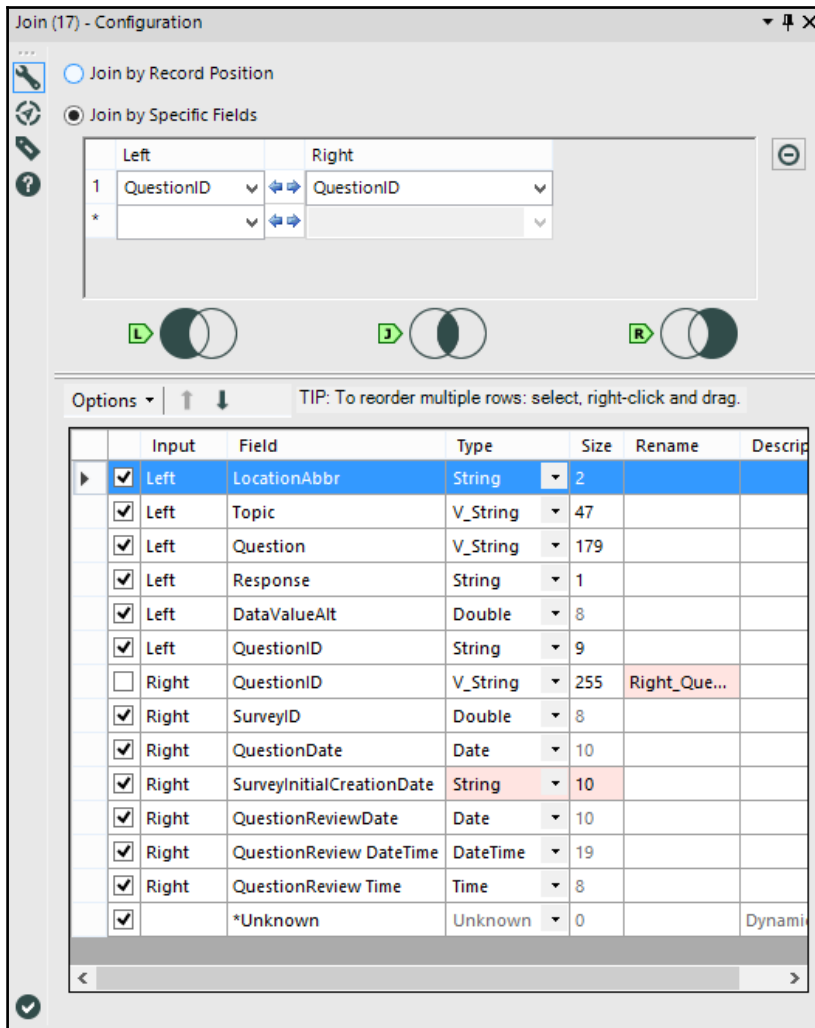 Join (17) - Configuration
Join by Record Position
Join by Specific Fields
Left Right
1 QuestionID QuestionID
*
L J R
Options TIP: To reorder multiple rows: select, right-click and drag.
Input Field Type Size Rename Descrip
Left LocationAbbr String 2
Left Topic V_String 47
Left Question V_String 179
Left Response String 1
Left DataValueAlt Double 8
Left QuestionID String 9
Right QuestionID V_String 255 Right_Que...
Right SurveyID Double 8
Right QuestionDate Date 10
Right SurveyInitialCreationDate String 10
Right QuestionReviewDate Date 10
Right QuestionReview DateTime DateTime 19
Right QuestionReview Time Time 8
*Unknown Unknown 0 Dynami